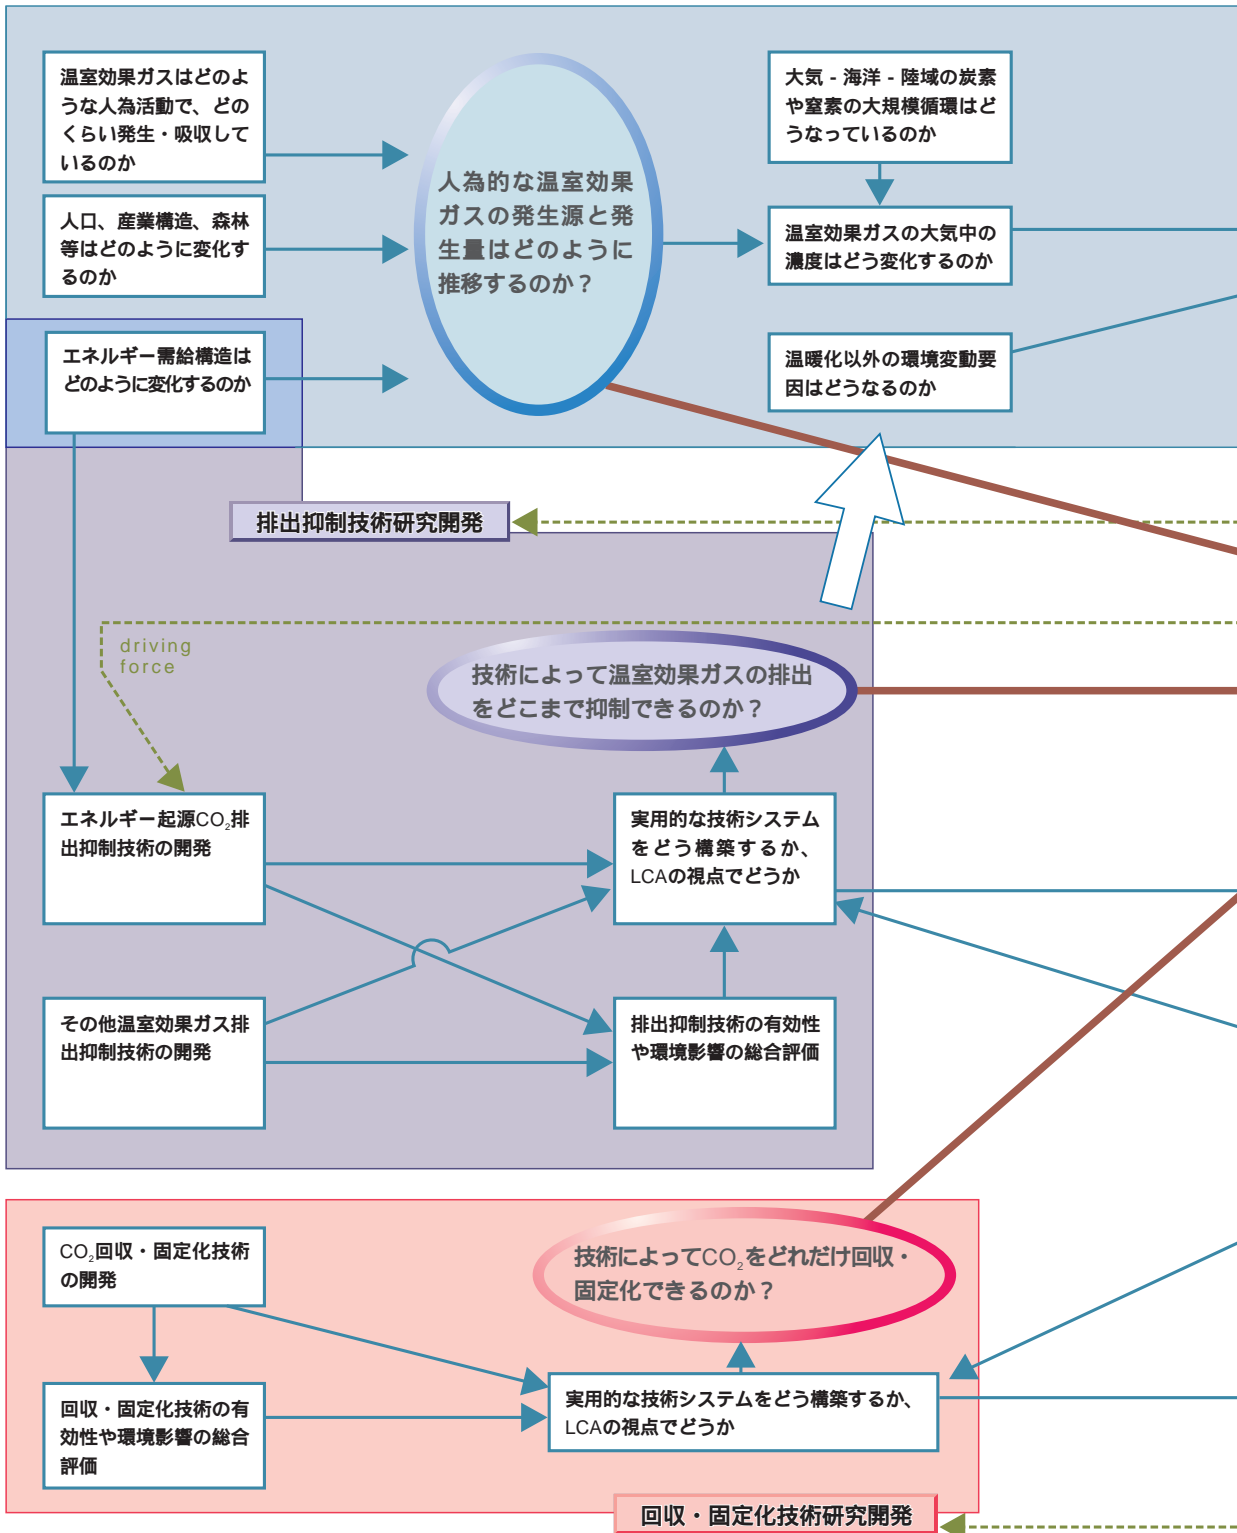 温室効果ガスはどのよ
うな人為活動で、どの
くらい発生・吸収して
いるのか
人口、産業構造、森林
等はどのように変化す
るのか
エネルギー需給構造は
どのように変化するのか
人為的な温室効果
ガスの発生源と発
生量はどのように
推移するのか？
大気 - 海洋 - 陸域の炭素
や窒素の大規模循環はど
うなっているのか
温室効果ガスの大気中の
濃度はどう変化するのか
温暖化以外の環境変動要
因はどうなるのか
排出抑制技術研究開発
driving
force
技術によって温室効果ガスの排出
をどこまで抑制できるのか？
エネルギー起源CO₂排
出抑制技術の開発
実用的な技術システム
をどう構築するか、
LCAの視点でどうか
その他温室効果ガス排
出抑制技術の開発
排出抑制技術の有効性
や環境影響の総合評価
CO₂回収・固定化技術
の開発
技術によってCO₂をどれだけ回収・
固定化できるのか？
回収・固定化技術の有
効性や環境影響の総合
評価
実用的な技術システムをどう構築するか、
LCAの視点でどうか
回収・固定化技術研究開発